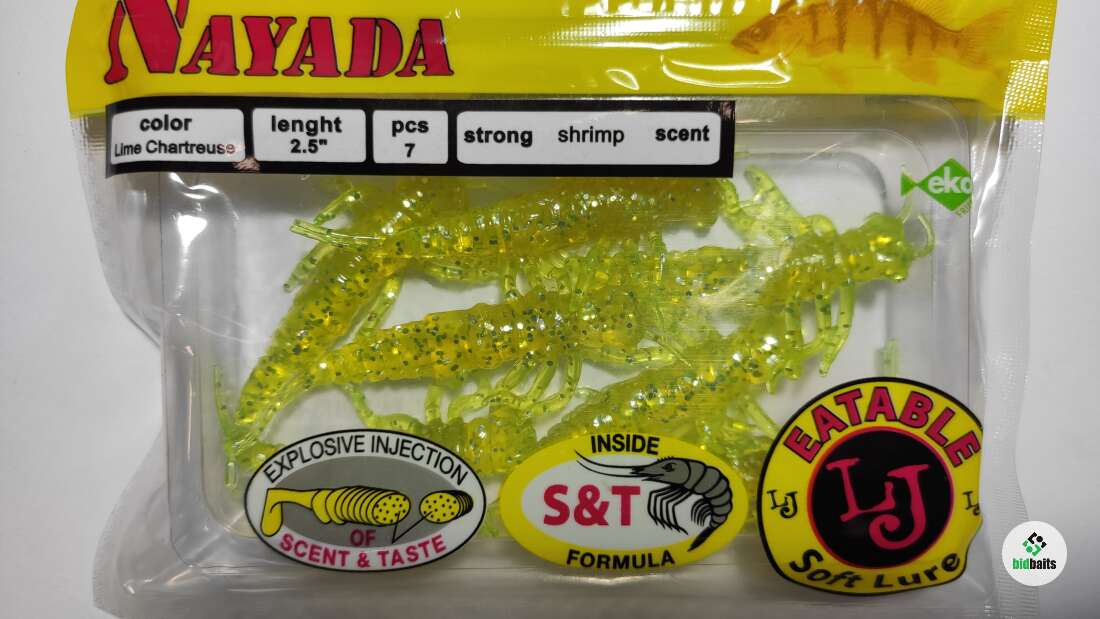 NAYADA
color
Lime Chartreuse
lenght
2.5"
pcs
7
strong shrimp scent
eko
EXPLOSIVE INJECTION
OF
SCENT & TASTE
INSIDE
S&T
FORMULA
EATABLE
LJ
LJ
LJ
Soft Lure
bidbaits